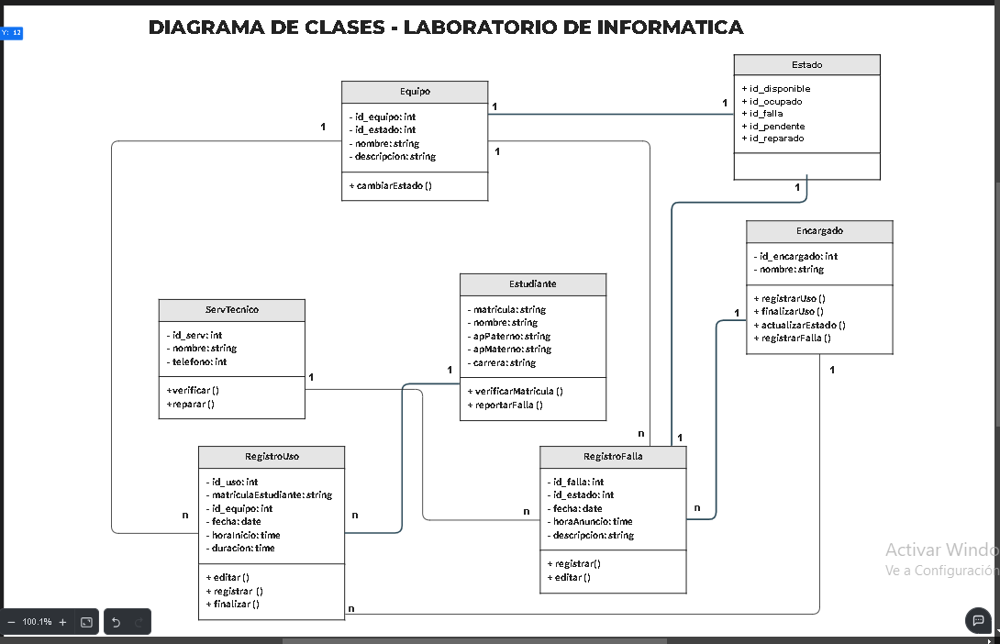 DIAGRAMA DE CLASES - LABORATORIO DE INFORMATICA
Y: 12
Estado
+ id_disponible
+ id_ocupado
+ id_falla
+ id_pendente
+ id_reparado
Equipo
- id_equipo: int
- id_estado: int
- nombre: string
- descripcion: string
+ cambiarEstado ()
1
1
1
1
1
Encargado
- id_encargado: int
- nombre: string
+ registrarUso ()
+ finalizarUso ()
+ actualizarEstado ()
+ registrarFalla ()
1
1
Estudiante
- matricula: string
- nombre: string
- apPaterno: string
- apMaterno: string
- carrera: string
+ verificarMatricula ()
+ reportarFalla ()
1
ServTecnico
- id_serv: int
- nombre: string
- telefono: int
+verificar ()
+reparar ()
1
n
1
RegistroUso
- id_uso: int
- matriculaEstudiante: string
- id_equipo: int
- fecha: date
- horaInicio: time
- duracion: time
+ editar ()
+ registrar ()
+ finalizar ()
n
n
n
RegistroFalla
- id_falla: int
- id_estado: int
- fecha: date
- horaAnuncio: time
- descripcion: string
+ registrar()
+ editar ()
n
n
Activar Windo
Ve a Configuración
100.1%